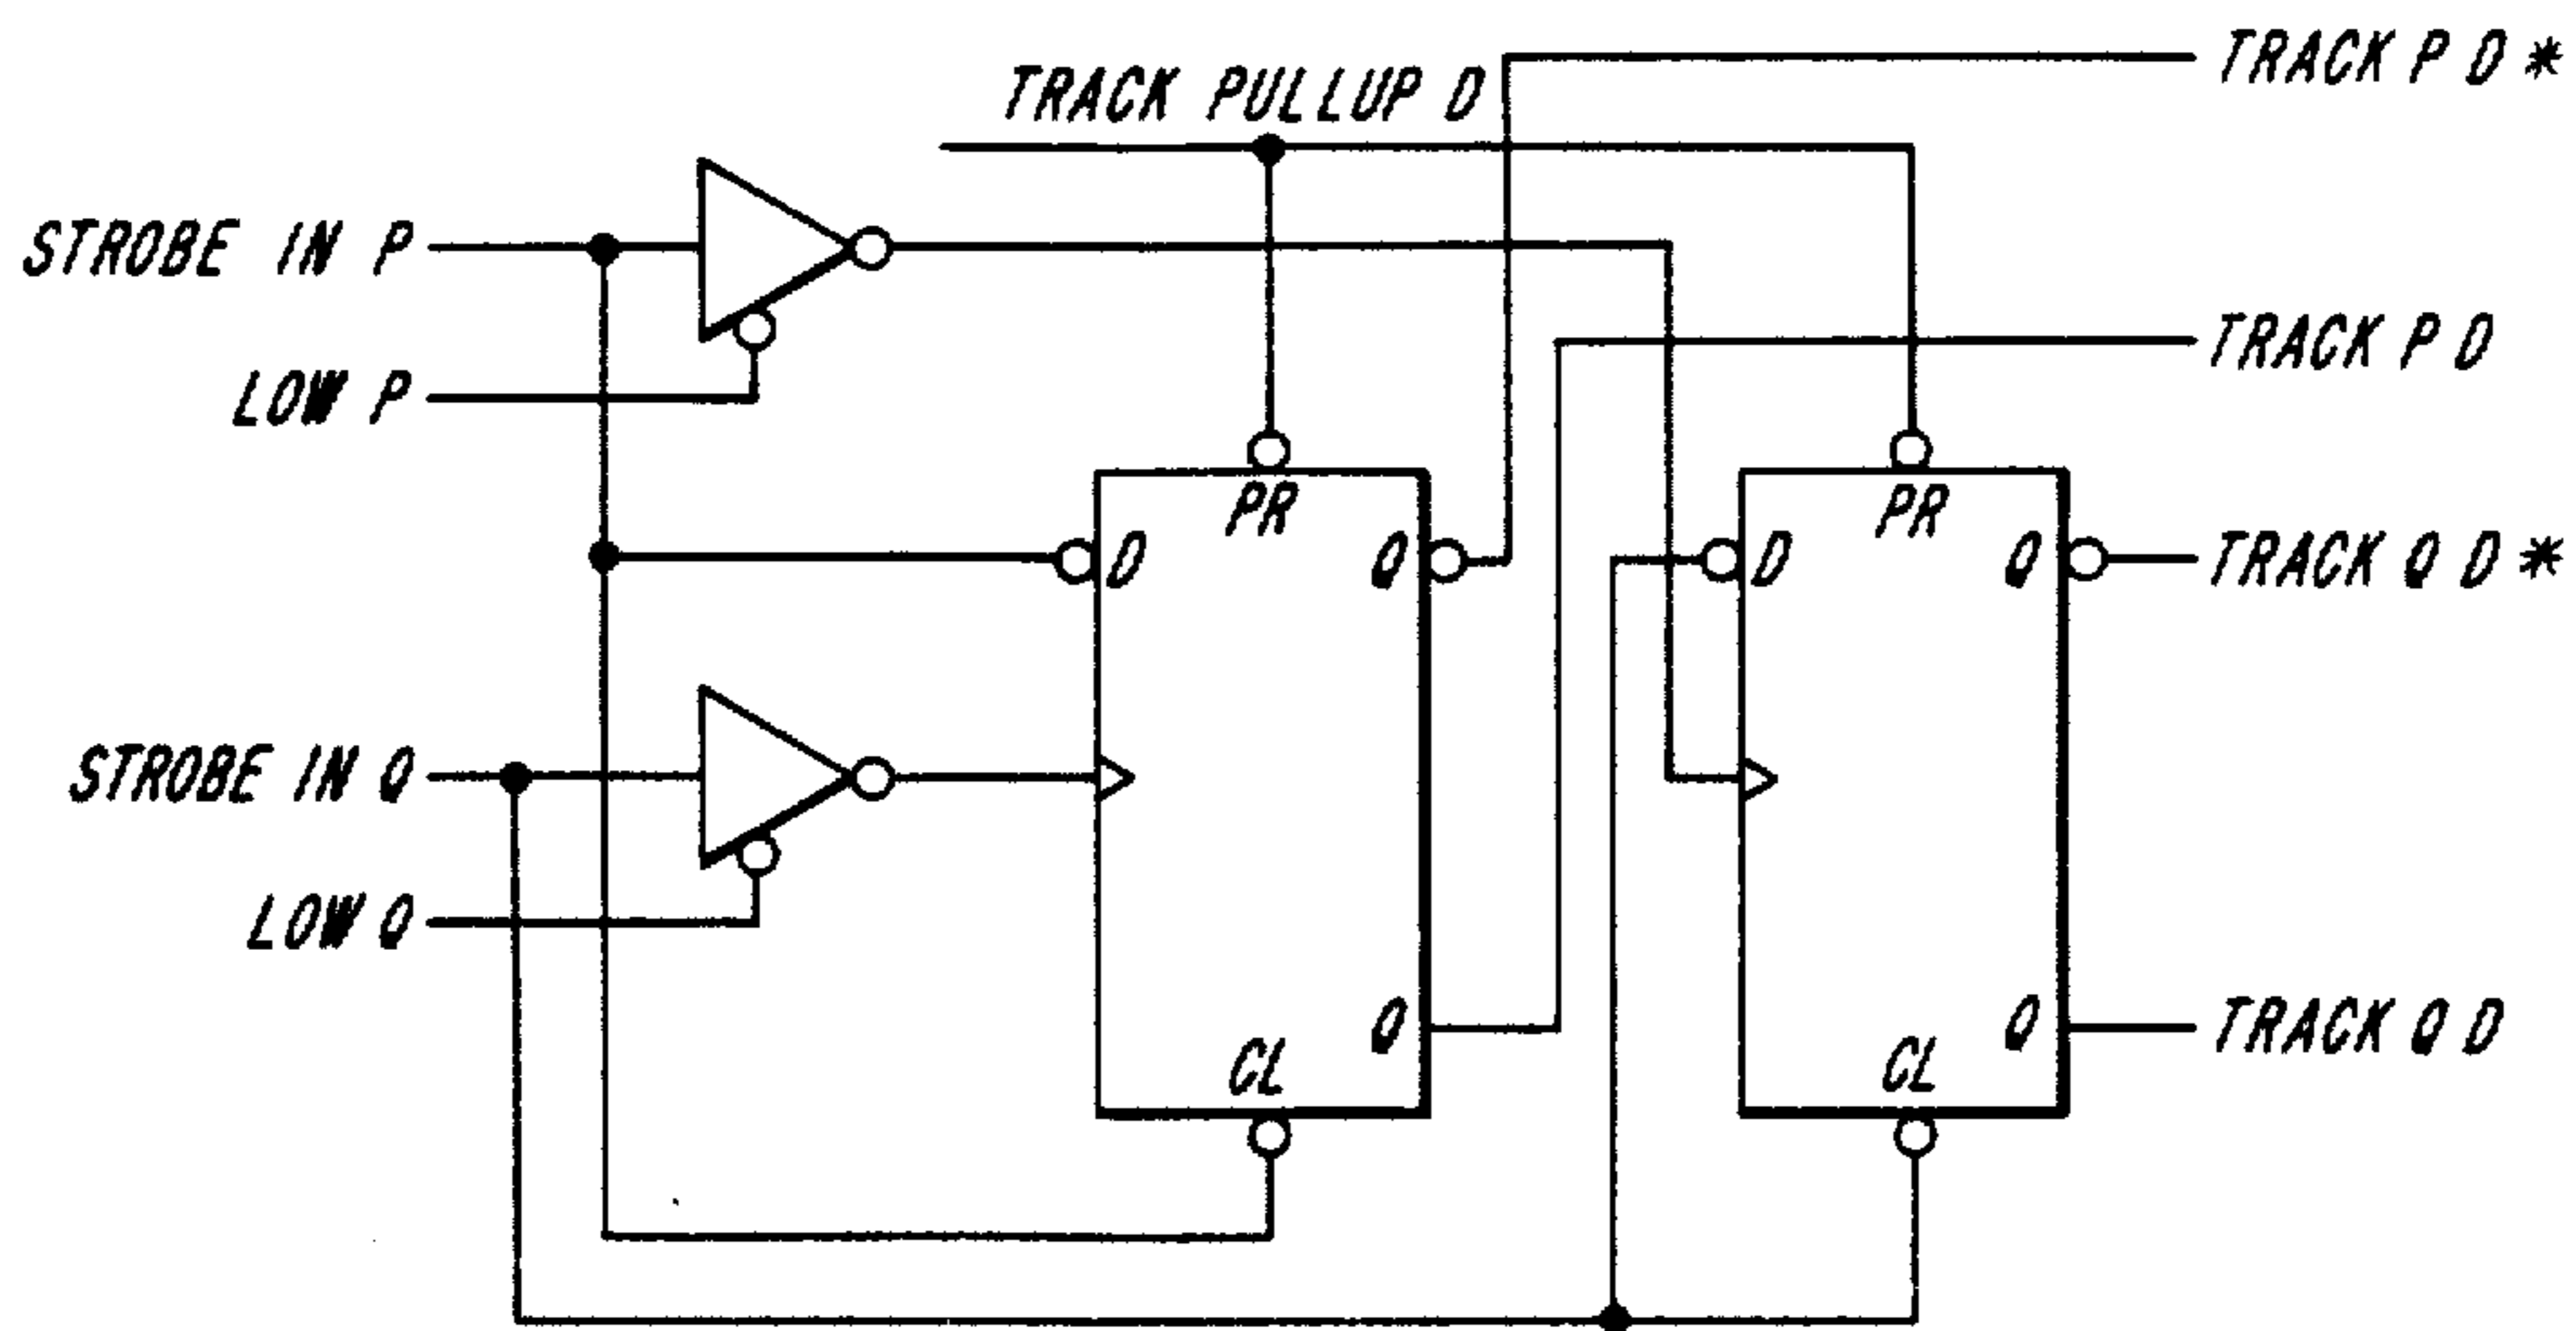 TRACK P D *
TRACK PULLUP D
STROBE IN P
TRACK P D
LOW P
PR
PR
D
Q
D
Q
TRACK Q D *
STROBE IN Q
LOW Q
Q
Q
TRACK Q D
CL
CL